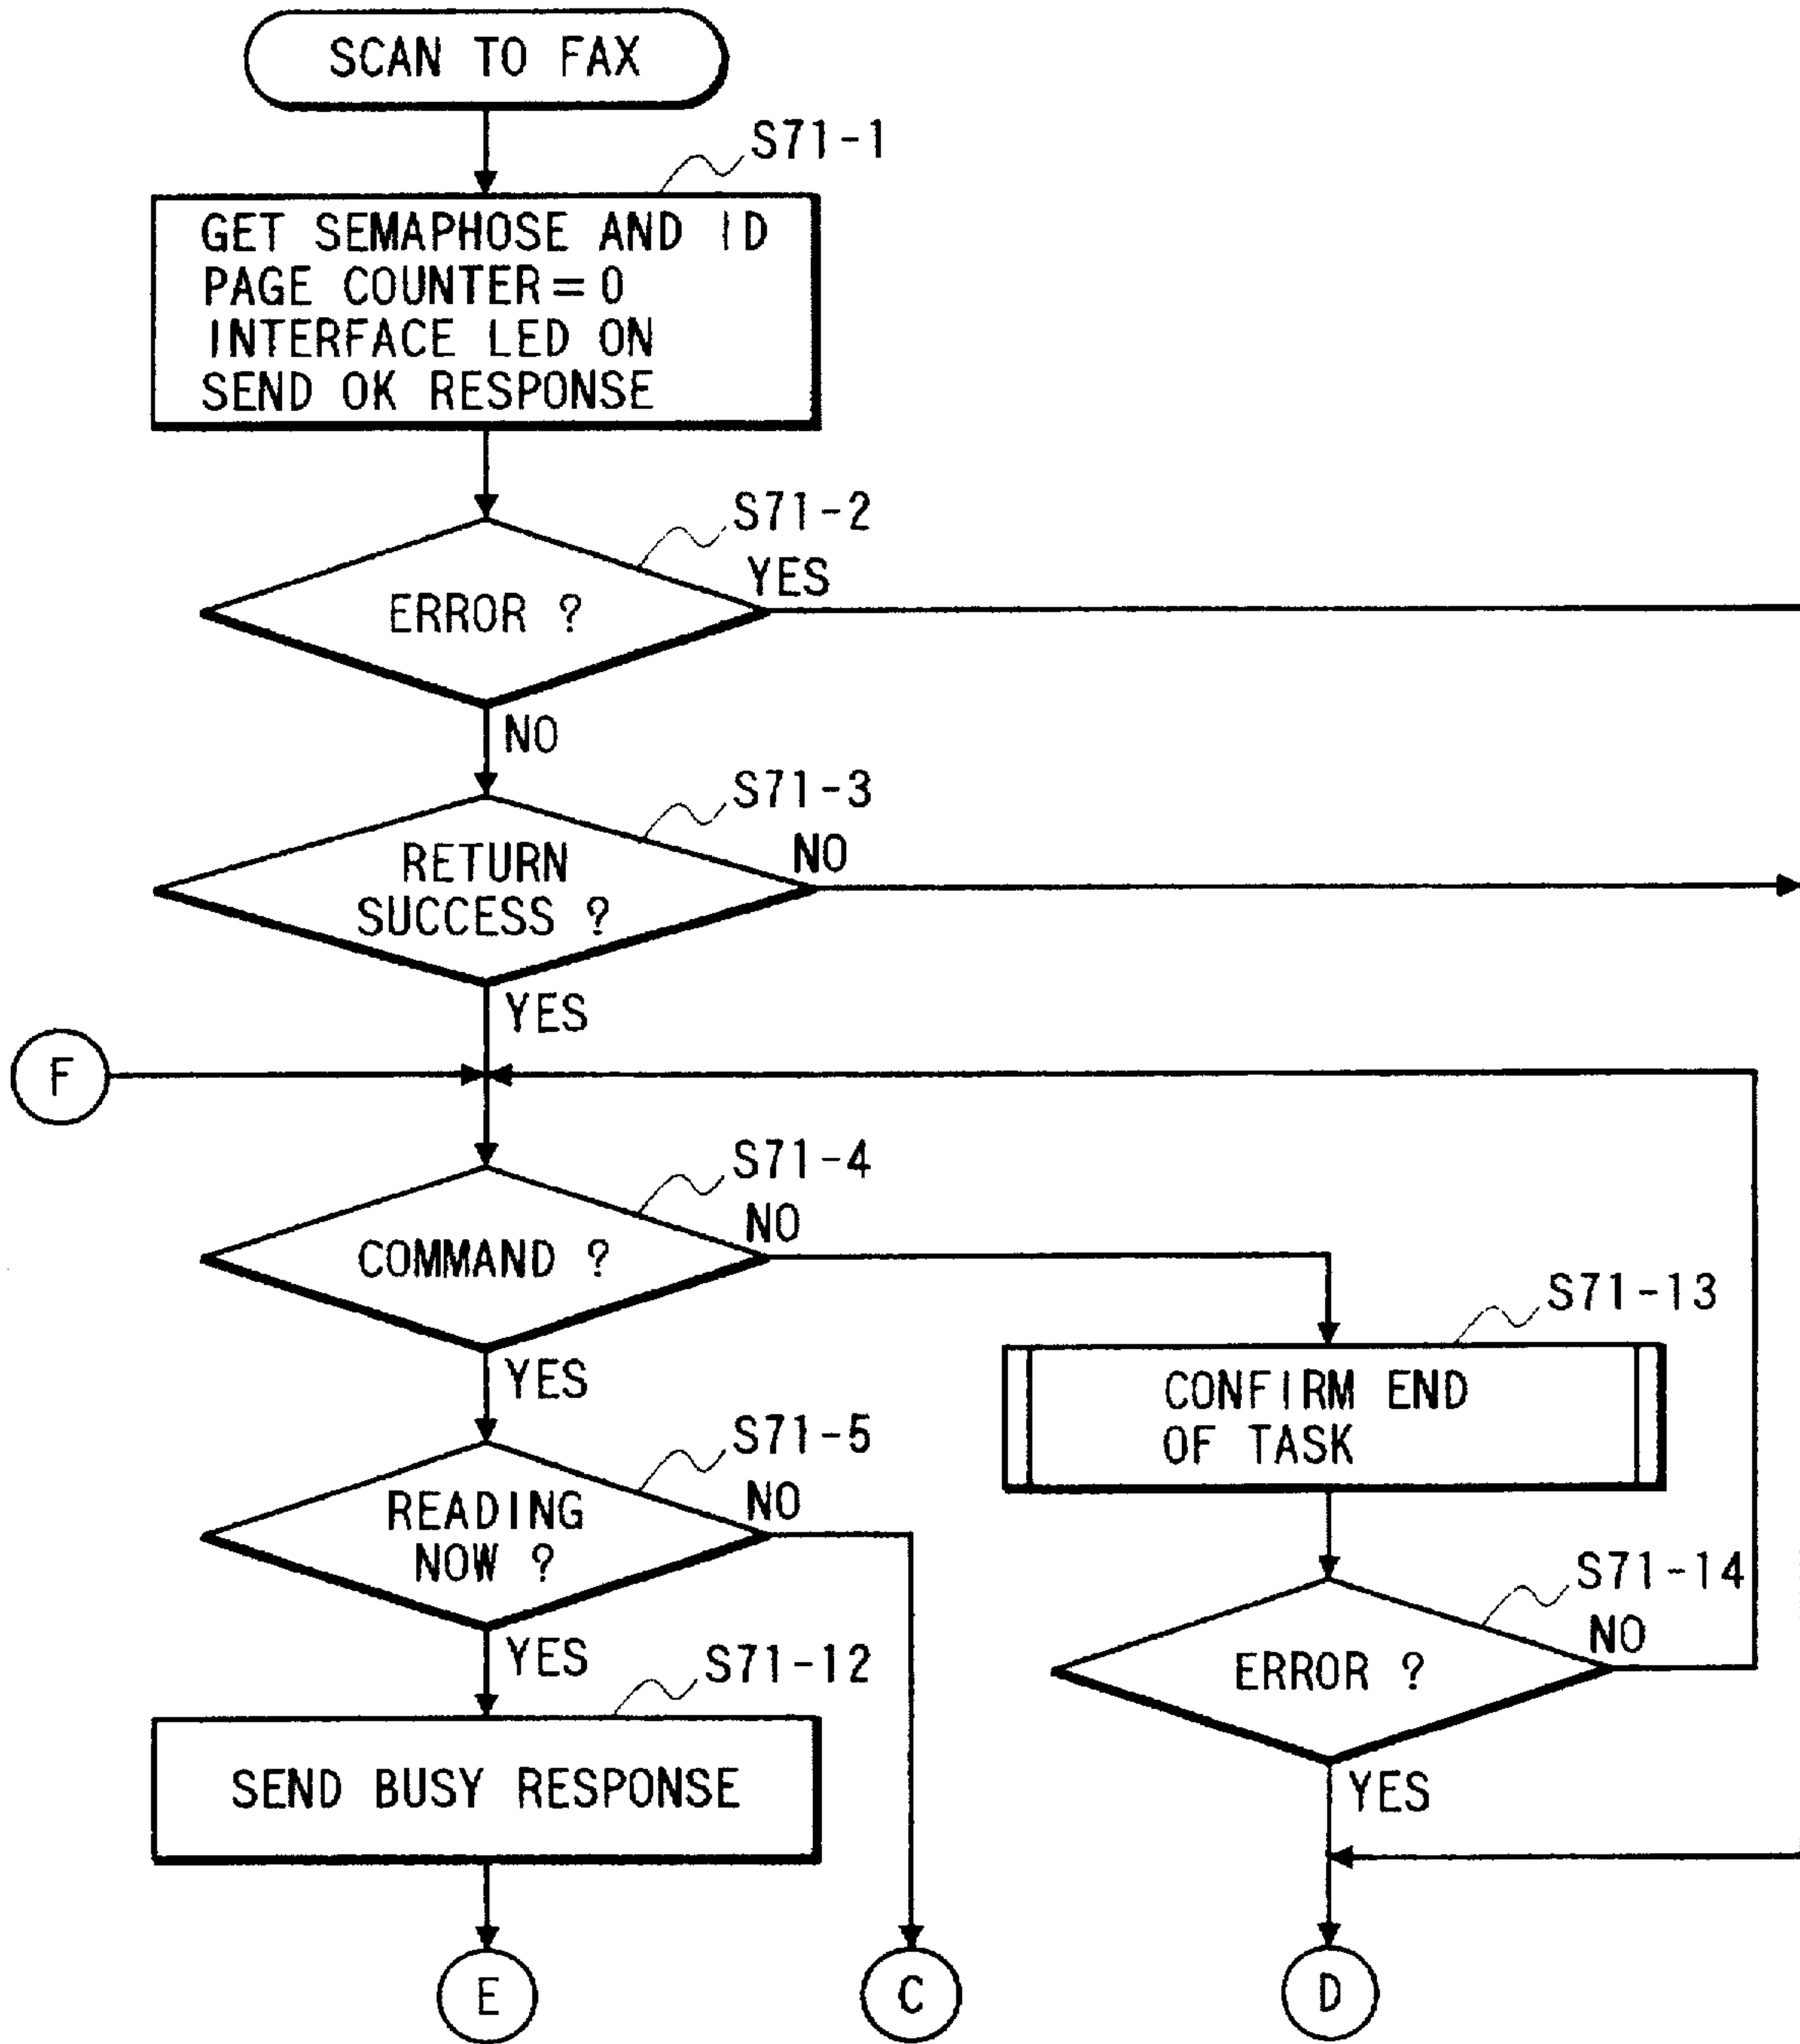 SCAN TO FAX
S71-1
GET SEMAPHOSE AND ID
PAGE COUNTER=0
INTERFACE LED ON
SEND OK RESPONSE
S71-2
YES
ERROR ?
NO
S71-3
NO
RETURN
SUCCESS ?
YES
F
S71-4
NO
COMMAND ?
S71-13
YES
CONFIRM END
OF TASK
S71-5
NO
READING
NOW ?
S71-14
NO
YES
S71-12
ERROR ?
SEND BUSY RESPONSE
YES
E
C
D